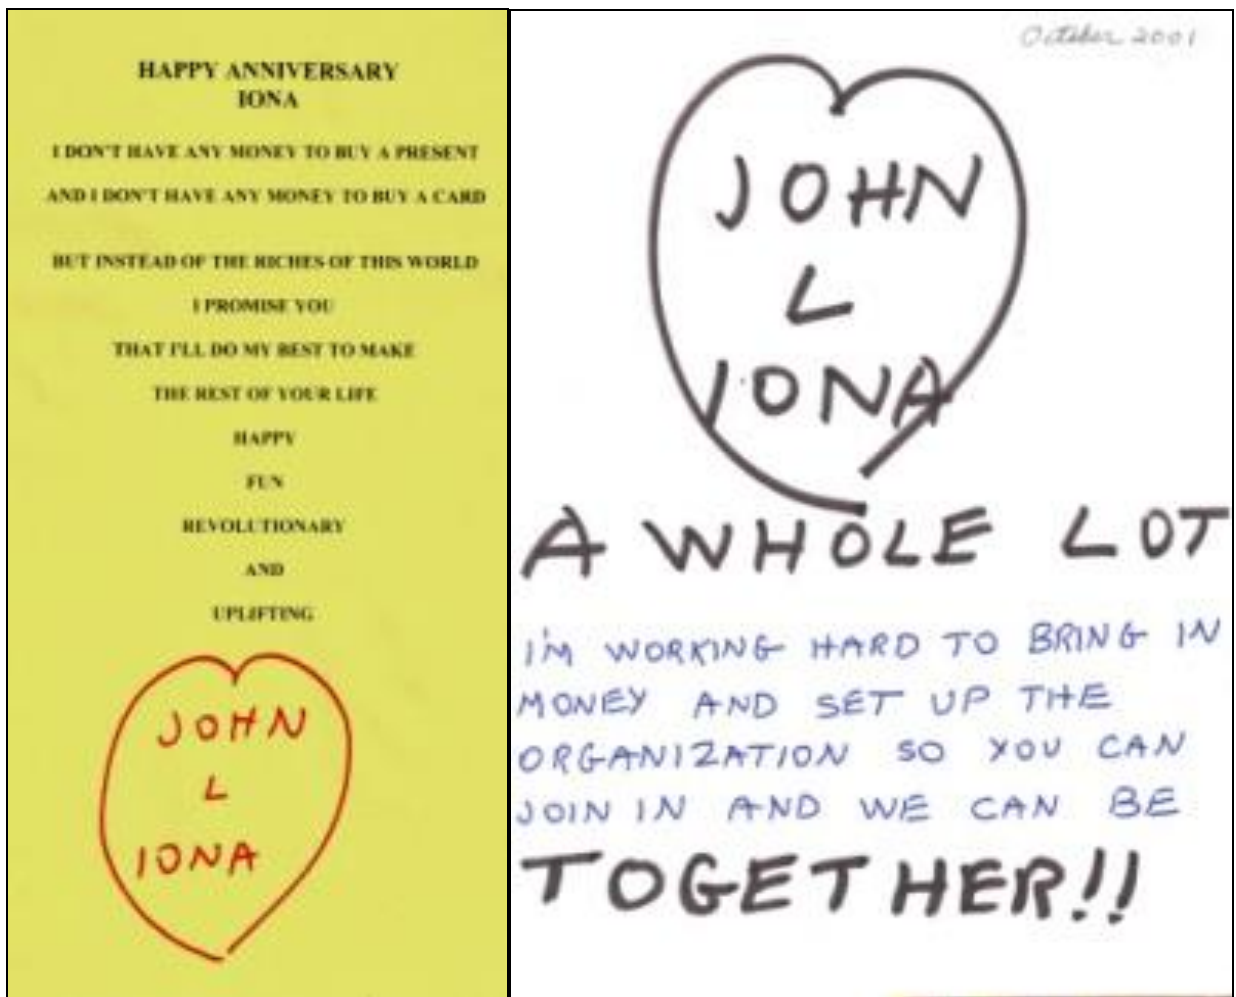 HAPPY ANNIVERSARY
IONA
I DON'T HAVE ANY MONEY TO BUY A PRESENT
AND I DON'T HAVE ANY MONEY TO BUY A CARD
BUT INSTEAD OF THE RICHES OF THIS WORLD
I PROMISE YOU
THAT I'LL DO MY BEST TO MAKE
THE REST OF YOUR LIFE
HAPPY
FUN
REVOLUTIONARY
AND
UPLIFTING
JOHN
L
IONA
October 2001
JOHN
L
IONA
A WHOLE LOT
I'M WORKING HARD TO BRING IN
MONEY AND SET UP THE
ORGANIZATION SO YOU CAN
JOIN IN AND WE CAN BE
TOGETHER!!